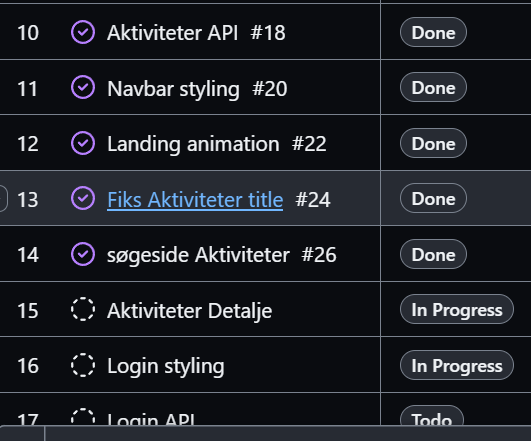 10 Aktiviteter API #18 Done
11 Navbar styling #20 Done
12 Landing animation #22 Done
13 Fiks Aktiviteter title #24 Done
14 søgeside Aktiviteter #26 Done
15 Aktiviteter Detalje In Progress
16 Login styling In Progress
17 Login API Todo